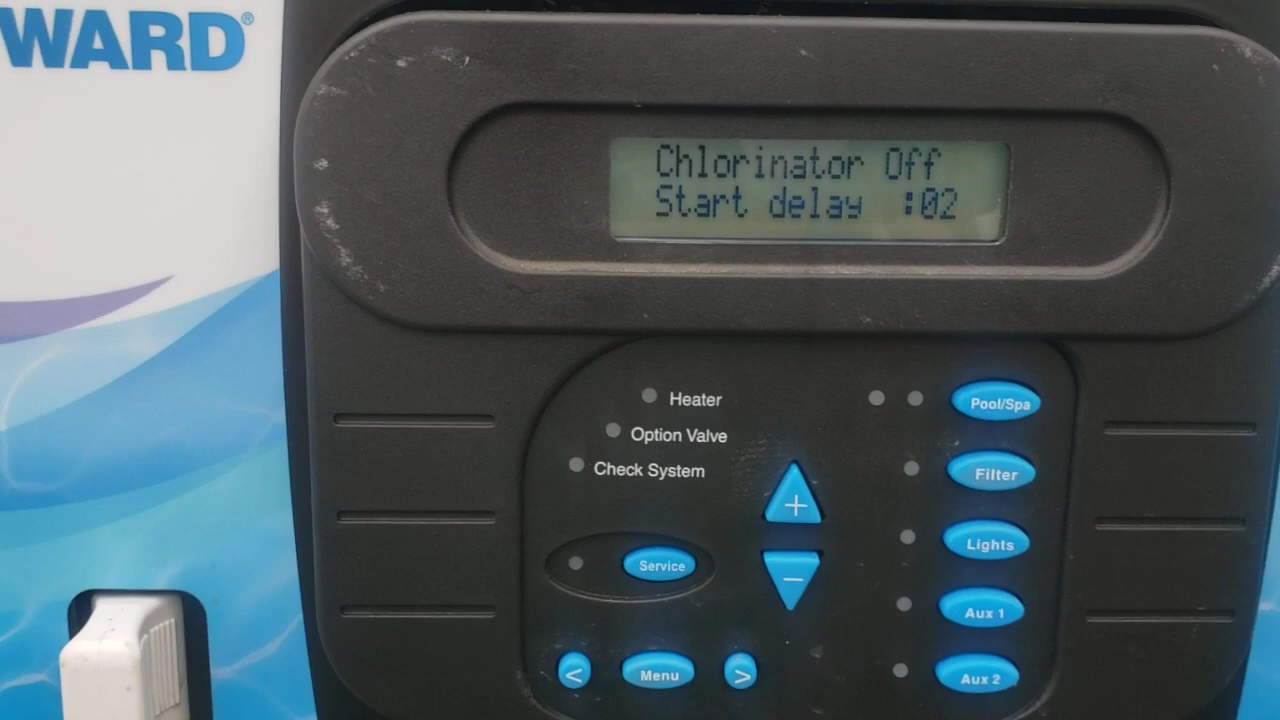 WARD®
Chlorinator Off
Start delay :02
Heater
Option Valve
Check System
Pool/Spa
Filter
Lights
Aux 1
Aux 2
+
−
Service
< Menu >